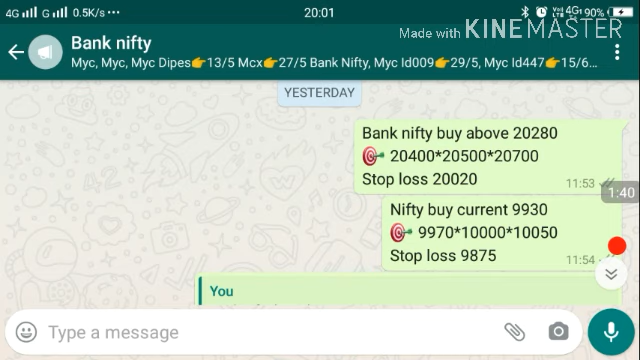 4G G 0.5K/s••• 20:01 4G 90%
Made with KINEMASTER
Bank nifty
Myc, Myc, Myc Dipes👉13/5 Mcx👉27/5 Bank Nifty, Myc Id009👉29/5, Myc Id447👉15/6...
YESTERDAY
Bank nifty buy above 20280
🎯 20400*20500*20700
Stop loss 20020
11:53
1:40
Nifty buy current 9930
🎯 9970*10000*10050
Stop loss 9875
11:54
You
Type a message